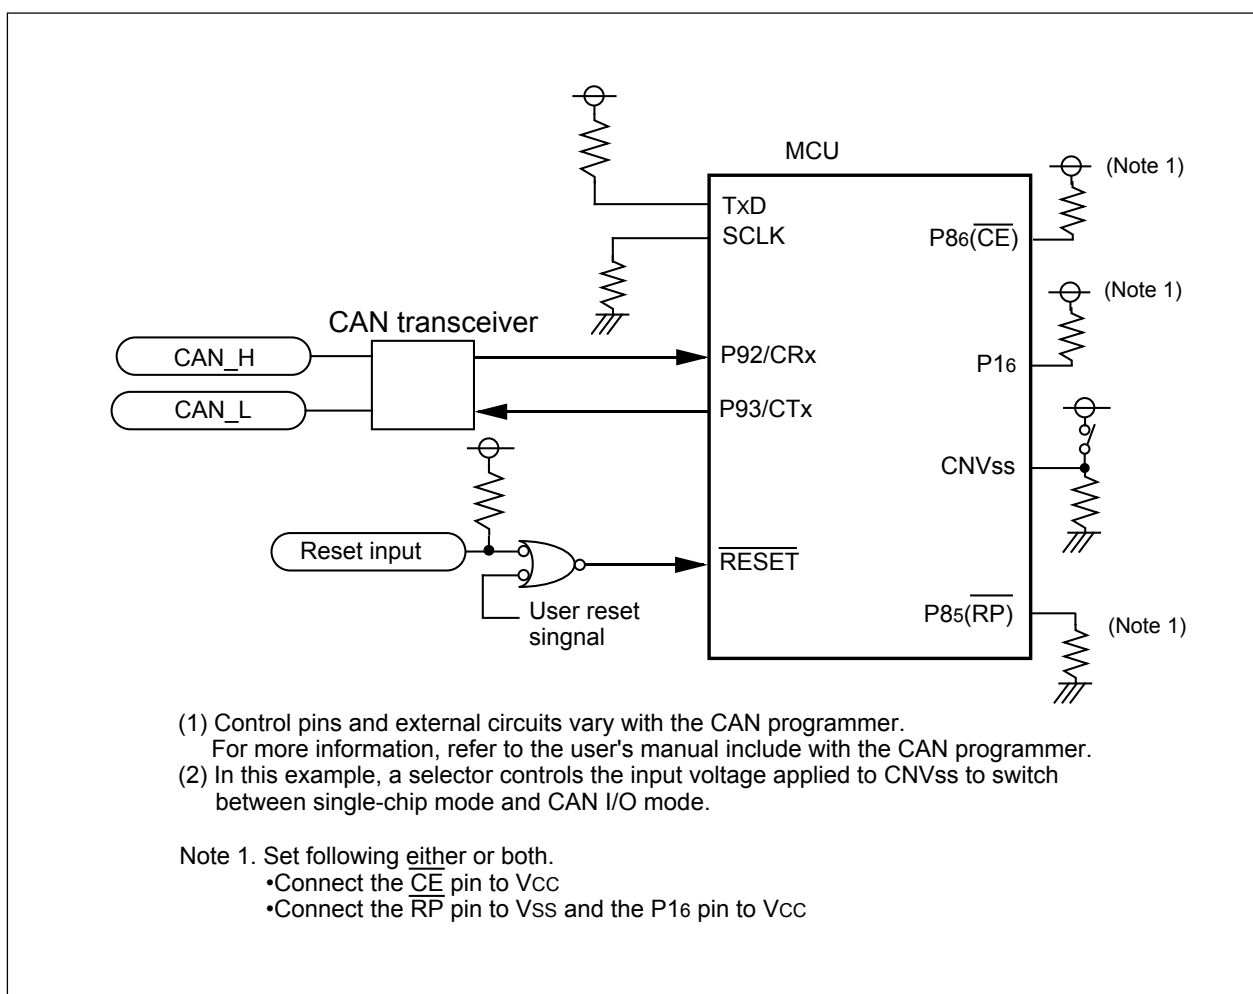 MCU
(Note 1)
TxD
SCLK
P86(CE)
(Note 1)
CAN transceiver
CAN_H
P92/CRx
P16
CAN_L
P93/CTx
CNVss
Reset input
RESET
User reset
singnal
P85(RP)
(Note 1)
(1) Control pins and external circuits vary with the CAN programmer.
For more information, refer to the user's manual include with the CAN programmer.
(2) In this example, a selector controls the input voltage applied to CNVss to switch
between single-chip mode and CAN I/O mode.
Note 1. Set following either or both.
•Connect the CE pin to VCC
•Connect the RP pin to VSS and the P16 pin to VCC